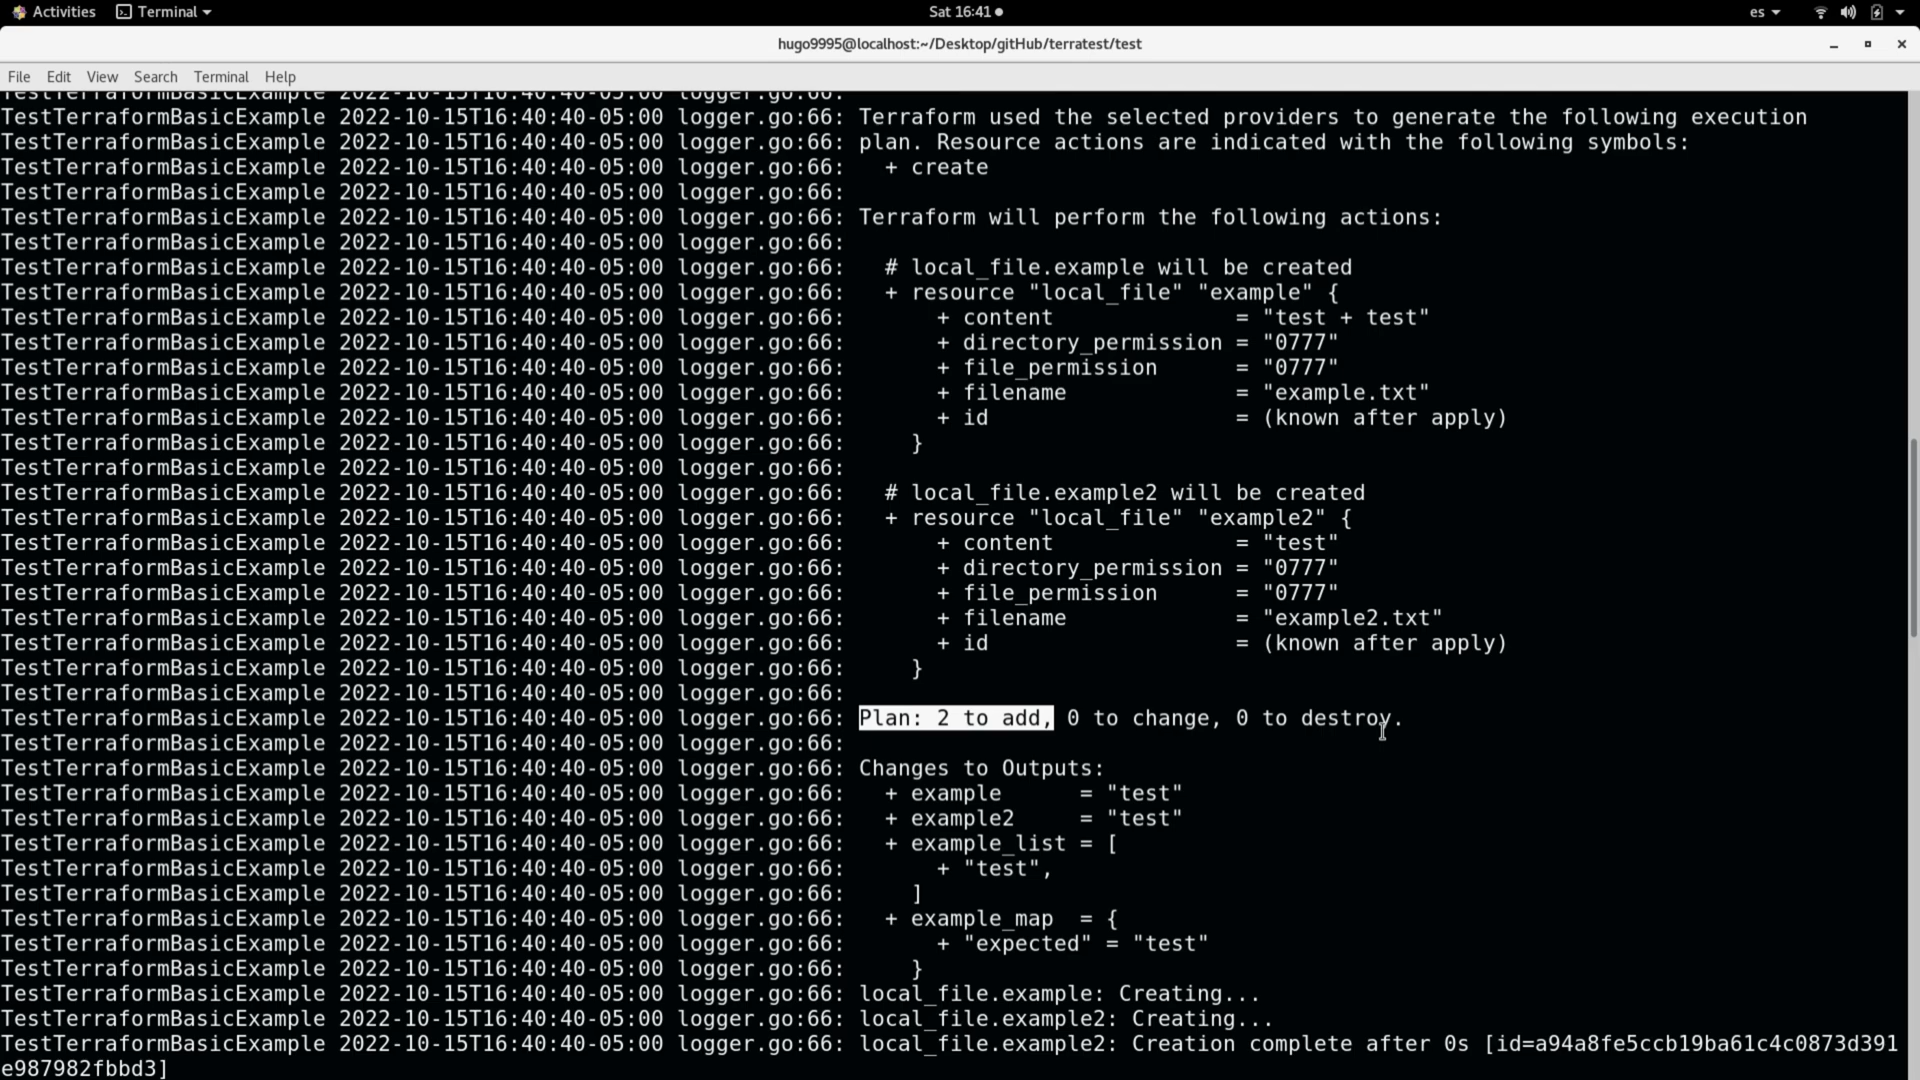 Activities Terminal Sat 16:41 es
hugo9995@localhost:~/Desktop/gitHub/terratest/test
File Edit View Search Terminal Help
TestTerraformBasicExample 2022-10-15T16:40:40-05:00 logger.go:66:
TestTerraformBasicExample 2022-10-15T16:40:40-05:00 logger.go:66: Terraform used the selected providers to generate the following execution
TestTerraformBasicExample 2022-10-15T16:40:40-05:00 logger.go:66: plan. Resource actions are indicated with the following symbols:
TestTerraformBasicExample 2022-10-15T16:40:40-05:00 logger.go:66:   + create
TestTerraformBasicExample 2022-10-15T16:40:40-05:00 logger.go:66:
TestTerraformBasicExample 2022-10-15T16:40:40-05:00 logger.go:66: Terraform will perform the following actions:
TestTerraformBasicExample 2022-10-15T16:40:40-05:00 logger.go:66:
TestTerraformBasicExample 2022-10-15T16:40:40-05:00 logger.go:66:   # local_file.example will be created
TestTerraformBasicExample 2022-10-15T16:40:40-05:00 logger.go:66:   + resource "local_file" "example" {
TestTerraformBasicExample 2022-10-15T16:40:40-05:00 logger.go:66:       + content              = "test + test"
TestTerraformBasicExample 2022-10-15T16:40:40-05:00 logger.go:66:       + directory_permission = "0777"
TestTerraformBasicExample 2022-10-15T16:40:40-05:00 logger.go:66:       + file_permission      = "0777"
TestTerraformBasicExample 2022-10-15T16:40:40-05:00 logger.go:66:       + filename             = "example.txt"
TestTerraformBasicExample 2022-10-15T16:40:40-05:00 logger.go:66:       + id                   = (known after apply)
TestTerraformBasicExample 2022-10-15T16:40:40-05:00 logger.go:66:     }
TestTerraformBasicExample 2022-10-15T16:40:40-05:00 logger.go:66:
TestTerraformBasicExample 2022-10-15T16:40:40-05:00 logger.go:66:   # local_file.example2 will be created
TestTerraformBasicExample 2022-10-15T16:40:40-05:00 logger.go:66:   + resource "local_file" "example2" {
TestTerraformBasicExample 2022-10-15T16:40:40-05:00 logger.go:66:       + content              = "test"
TestTerraformBasicExample 2022-10-15T16:40:40-05:00 logger.go:66:       + directory_permission = "0777"
TestTerraformBasicExample 2022-10-15T16:40:40-05:00 logger.go:66:       + file_permission      = "0777"
TestTerraformBasicExample 2022-10-15T16:40:40-05:00 logger.go:66:       + filename             = "example2.txt"
TestTerraformBasicExample 2022-10-15T16:40:40-05:00 logger.go:66:       + id                   = (known after apply)
TestTerraformBasicExample 2022-10-15T16:40:40-05:00 logger.go:66:     }
TestTerraformBasicExample 2022-10-15T16:40:40-05:00 logger.go:66:
TestTerraformBasicExample 2022-10-15T16:40:40-05:00 logger.go:66: Plan: 2 to add, 0 to change, 0 to destroy.
TestTerraformBasicExample 2022-10-15T16:40:40-05:00 logger.go:66:
TestTerraformBasicExample 2022-10-15T16:40:40-05:00 logger.go:66: Changes to Outputs:
TestTerraformBasicExample 2022-10-15T16:40:40-05:00 logger.go:66:   + example      = "test"
TestTerraformBasicExample 2022-10-15T16:40:40-05:00 logger.go:66:   + example2     = "test"
TestTerraformBasicExample 2022-10-15T16:40:40-05:00 logger.go:66:   + example_list = [
TestTerraformBasicExample 2022-10-15T16:40:40-05:00 logger.go:66:       + "test",
TestTerraformBasicExample 2022-10-15T16:40:40-05:00 logger.go:66:     ]
TestTerraformBasicExample 2022-10-15T16:40:40-05:00 logger.go:66:   + example_map  = {
TestTerraformBasicExample 2022-10-15T16:40:40-05:00 logger.go:66:       + "expected" = "test"
TestTerraformBasicExample 2022-10-15T16:40:40-05:00 logger.go:66:     }
TestTerraformBasicExample 2022-10-15T16:40:40-05:00 logger.go:66: local_file.example: Creating...
TestTerraformBasicExample 2022-10-15T16:40:40-05:00 logger.go:66: local_file.example2: Creating...
TestTerraformBasicExample 2022-10-15T16:40:40-05:00 logger.go:66: local_file.example2: Creation complete after 0s [id=a94a8fe5ccb19ba61c4c0873d391
e987982fbbd3]